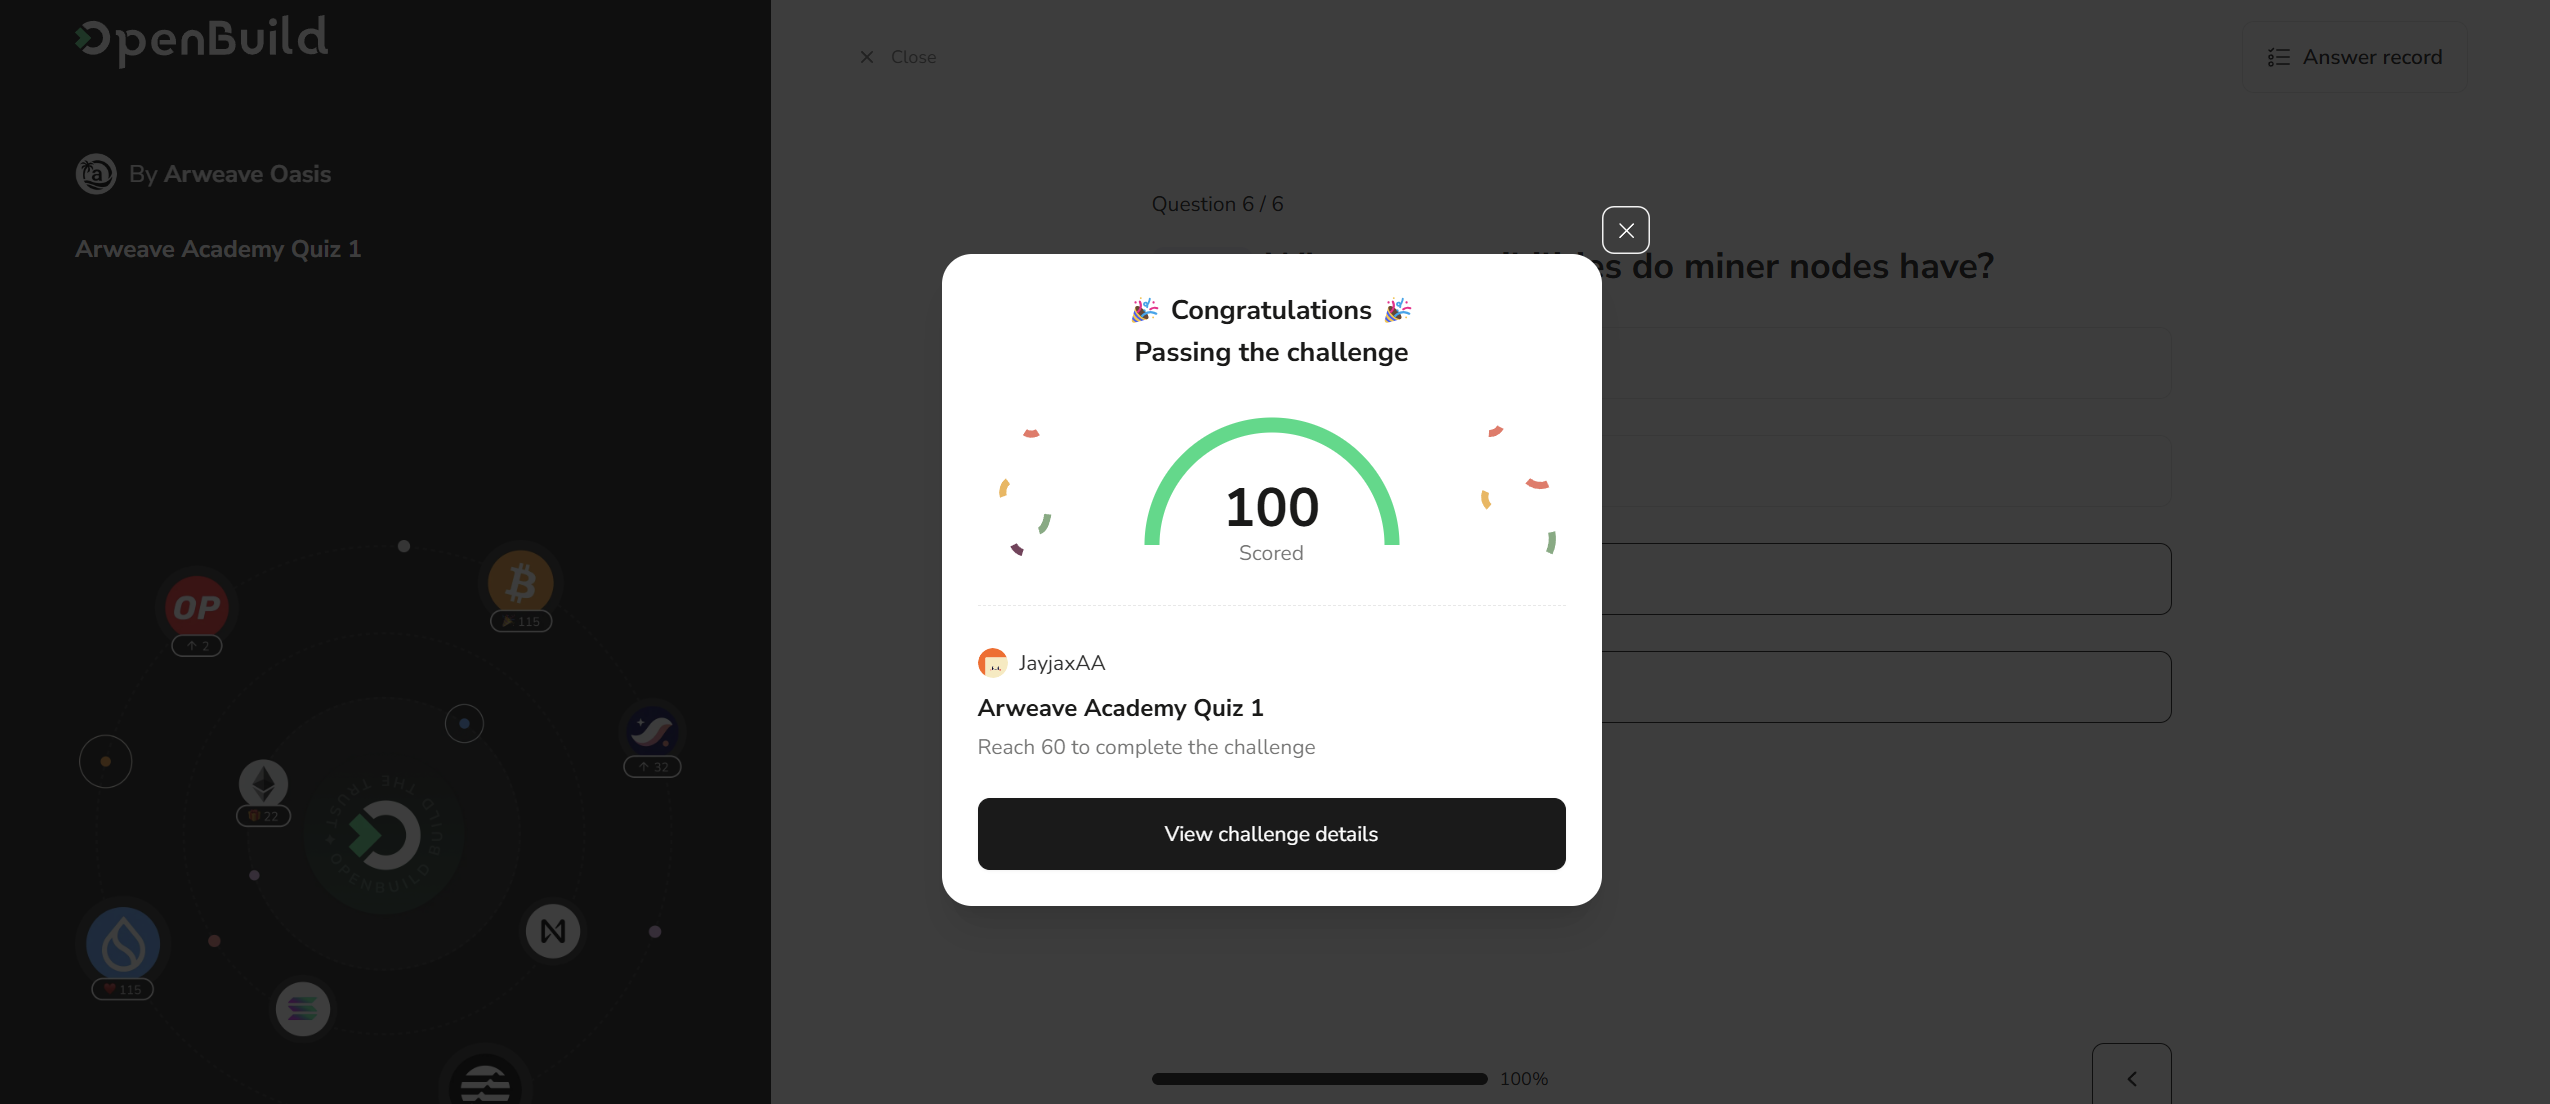 OpenBuild
By Arweave Oasis
Arweave Academy Quiz 1
OP
↑ 2
115
↑ 32
22
BUILD THE TRUST
OPENBUILD
115
Close
Answer record
Question 6 / 6
es do miner nodes have?
🎉 Congratulations 🎉
Passing the challenge
100
Scored
JayjaxAA
Arweave Academy Quiz 1
Reach 60 to complete the challenge
View challenge details
100%